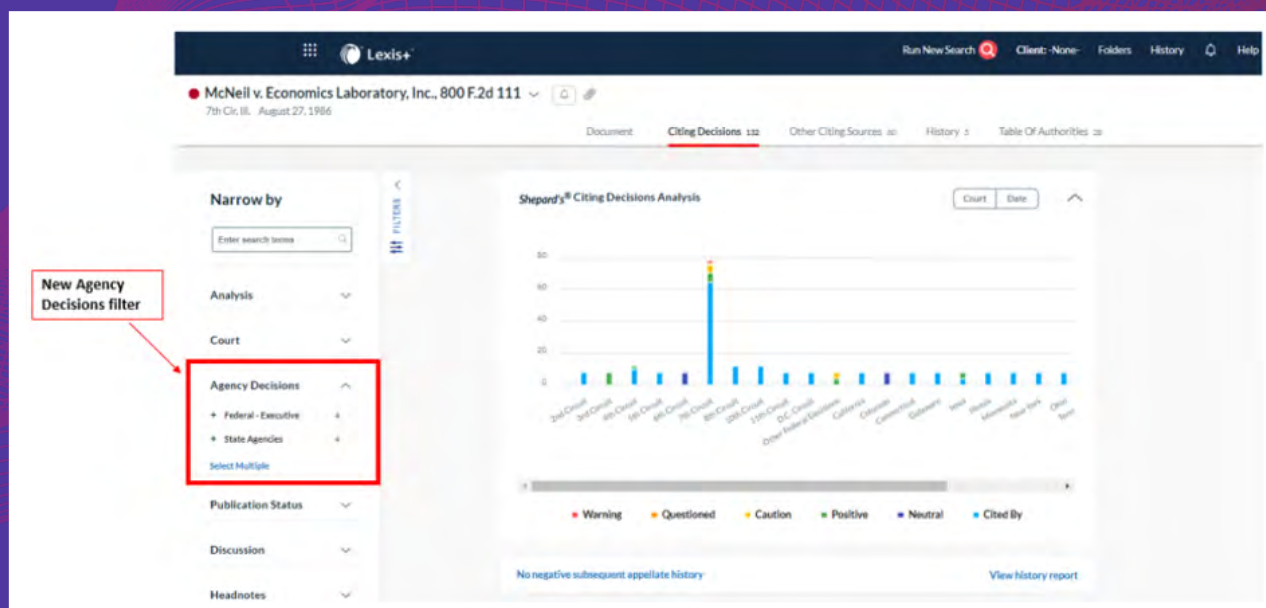 Lexis+
Run New Search
Client: -None-
Folders
History
Help
McNeil v. Economics Laboratory, Inc., 800 F.2d 111
7th Cir. Ill. August 27, 1986
Document
Citing Decisions 132
Other Citing Sources
History
Table Of Authorities
Narrow by
FILTERS
Enter search terms
Analysis
Court
Agency Decisions
+ Federal - Executive 4
+ State Agencies 4
Select Multiple
Publication Status
Discussion
Headnotes
New Agency
Decisions filter
Shepard's® Citing Decisions Analysis
Court
Date
80
60
40
20
0
2nd Circuit
3rd Circuit
4th Circuit
5th Circuit
6th Circuit
7th Circuit
8th Circuit
10th Circuit
11th Circuit
D.C. Circuit
Other Federal Decisions
California
Colorado
Connecticut
Delaware
Iowa
Illinois
Minnesota
New York
Ohio
Warning
Questioned
Caution
Positive
Neutral
Cited By
No negative subsequent appellate history
View history report